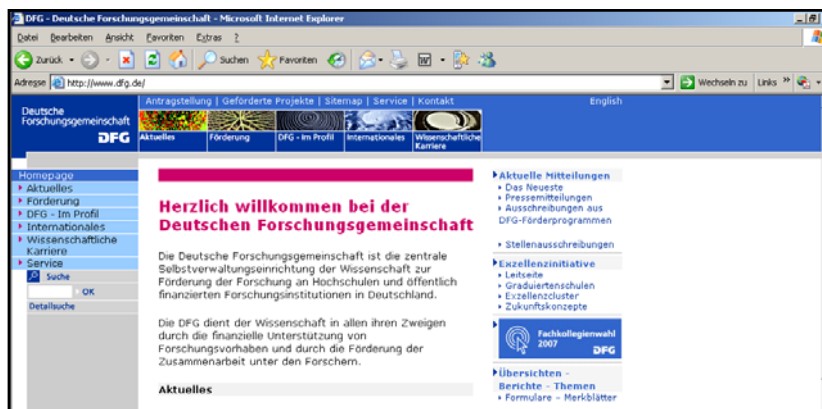 DFG - Deutsche Forschungsgemeinschaft - Microsoft Internet Explorer
Datei Bearbeiten Ansicht Favoriten Extras ?
Zurück Suchen Favoriten
Adresse http://www.dfg.de/ Wechseln zu Links »
Antragstellung | Geförderte Projekte | Sitemap | Service | Kontakt English
Deutsche
Forschungsgemeinschaft
DFG
Aktuelles Förderung DFG - Im Profil Internationales Wissenschaftliche
Karriere
Homepage
Aktuelles
Förderung
DFG - Im Profil
Internationales
Wissenschaftliche
Karriere
Service
Suche
OK
Detailsuche
Herzlich willkommen bei der
Deutschen Forschungsgemeinschaft
Die Deutsche Forschungsgemeinschaft ist die zentrale
Selbstverwaltungseinrichtung der Wissenschaft zur
Förderung der Forschung an Hochschulen und öffentlich
finanzierten Forschungsinstitutionen in Deutschland.
Die DFG dient der Wissenschaft in allen ihren Zweigen
durch die finanzielle Unterstützung von
Forschungsvorhaben und durch die Förderung der
Zusammenarbeit unter den Forschern.
Aktuelles
Aktuelle Mitteilungen
Das Neueste
Pressemitteilungen
Ausschreibungen aus
DFG-Förderprogrammen
Stellenausschreibungen
Exzellenzinitiative
Leitseite
Graduiertenschulen
Exzellenzcluster
Zukunftskonzepte
Fachkollegienwahl
2007
DFG
Übersichten -
Berichte - Themen
Formulare - Merkblätter